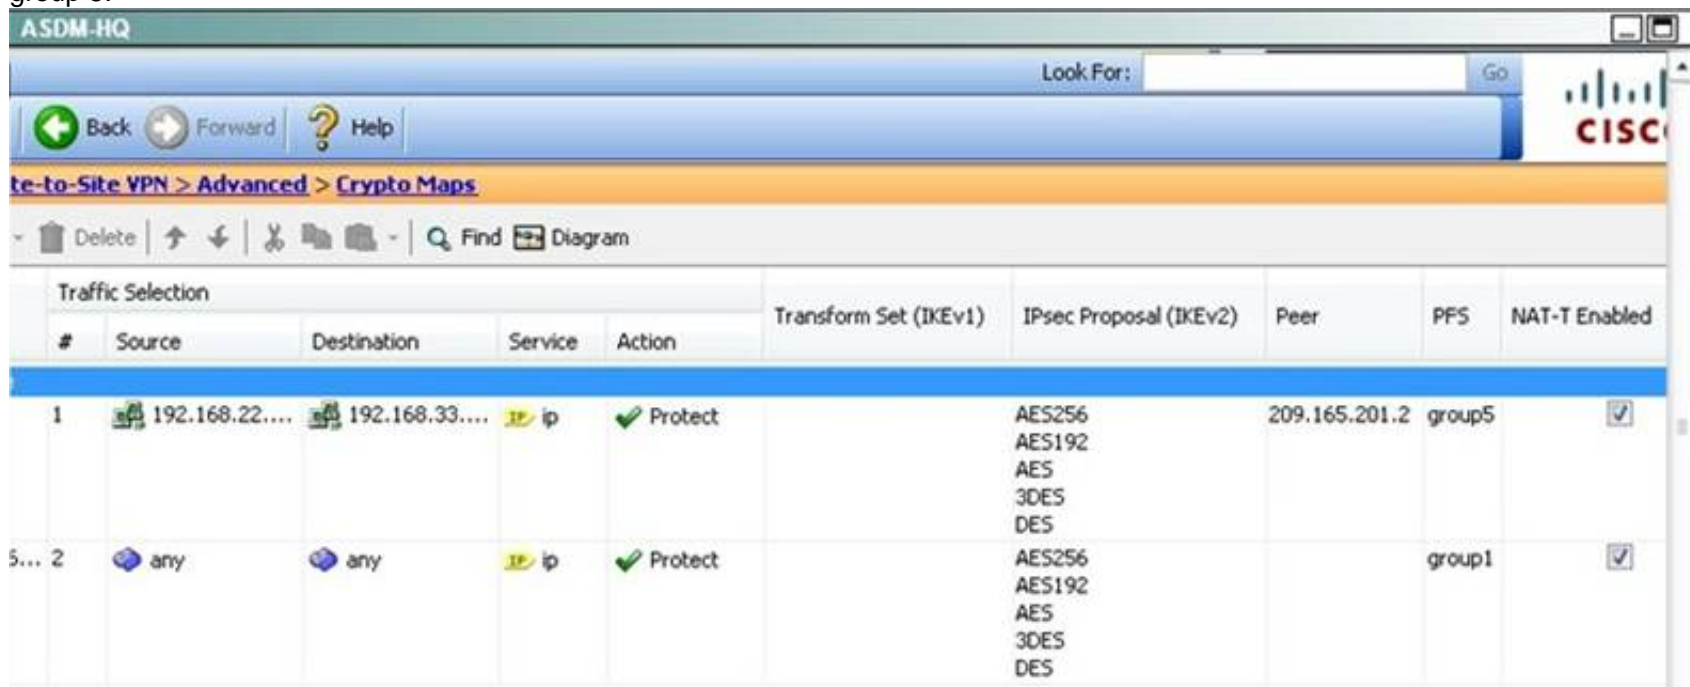 ASDM-HQ
Look For: Go
Back Forward Help
CISC
te-to-Site VPN > Advanced > Crypto Maps
Delete Find Diagram
Traffic Selection
Transform Set (IKEv1) IPsec Proposal (IKEv2) Peer PFS NAT-T Enabled
# Source Destination Service Action
1 192.168.22.... 192.168.33.... IP ip Protect AES256 209.165.201.2 group5
AES192
AES
3DES
DES
... 2 any any IP ip Protect AES256 group1
AES192
AES
3DES
DES